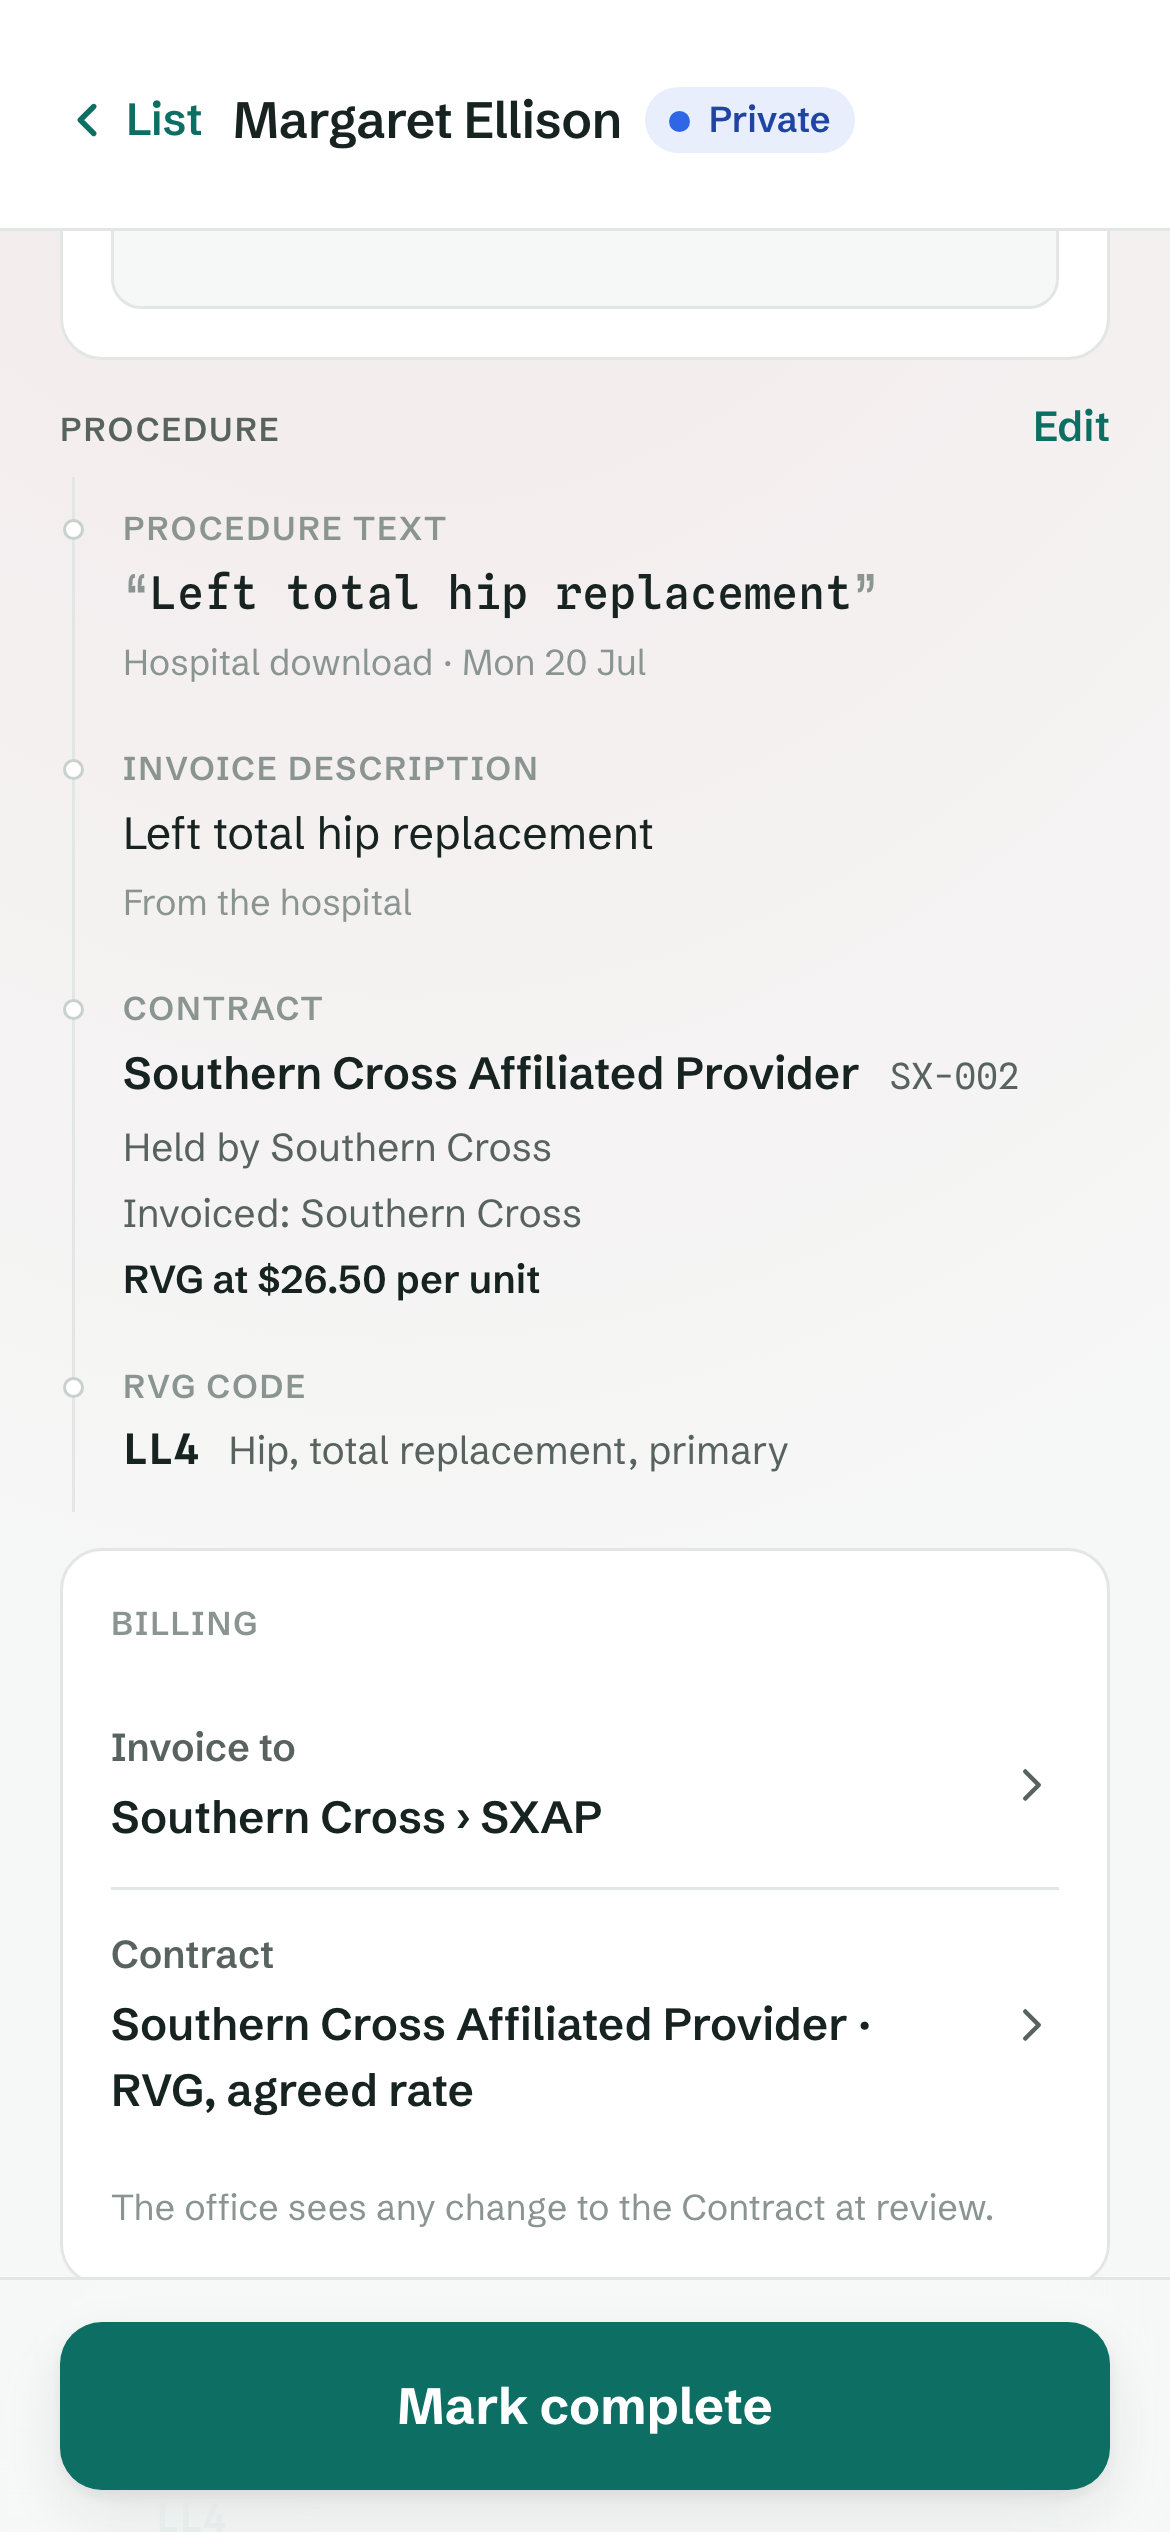 List Margaret Ellison Private
PROCEDURE Edit
PROCEDURE TEXT
“Left total hip replacement”
Hospital download · Mon 20 Jul
INVOICE DESCRIPTION
Left total hip replacement
From the hospital
CONTRACT
Southern Cross Affiliated Provider SX-002
Held by Southern Cross
Invoiced: Southern Cross
RVG at $26.50 per unit
RVG CODE
LL4 Hip, total replacement, primary
BILLING
Invoice to
Southern Cross › SXAP
Contract
Southern Cross Affiliated Provider ·
RVG, agreed rate
The office sees any change to the Contract at review.
Mark complete
LL4